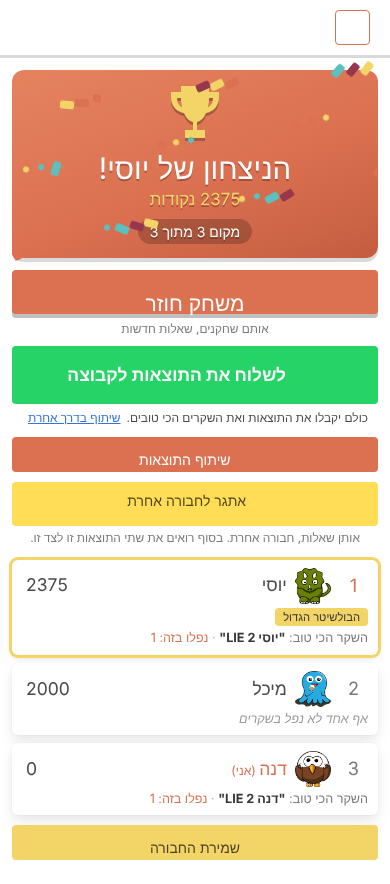 הניצחון של יוסי!
2375 נקודות
מקום 3 מתוך 3
משחק חוזר
אותם שחקנים, שאלות חדשות
לשלוח את התוצאות לקבוצה
כולם יקבלו את התוצאות ואת השקרים הכי טובים. שיתוף בדרך אחרת
שיתוף התוצאות
אתגר לחבורה אחרת
אותן שאלות, חבורה אחרת. בסוף רואים את שתי התוצאות זו לצד זו.
1 יוסי 2375
הבולשיטר הגדול
השקר הכי טוב: "יוסי LIE 2" · נפלו בזה: 1
2 מיכל 2000
אף אחד לא נפל בשקרים
3 דנה (אני) 0
השקר הכי טוב: "דנה LIE 2" · נפלו בזה: 1
שמירת החבורה